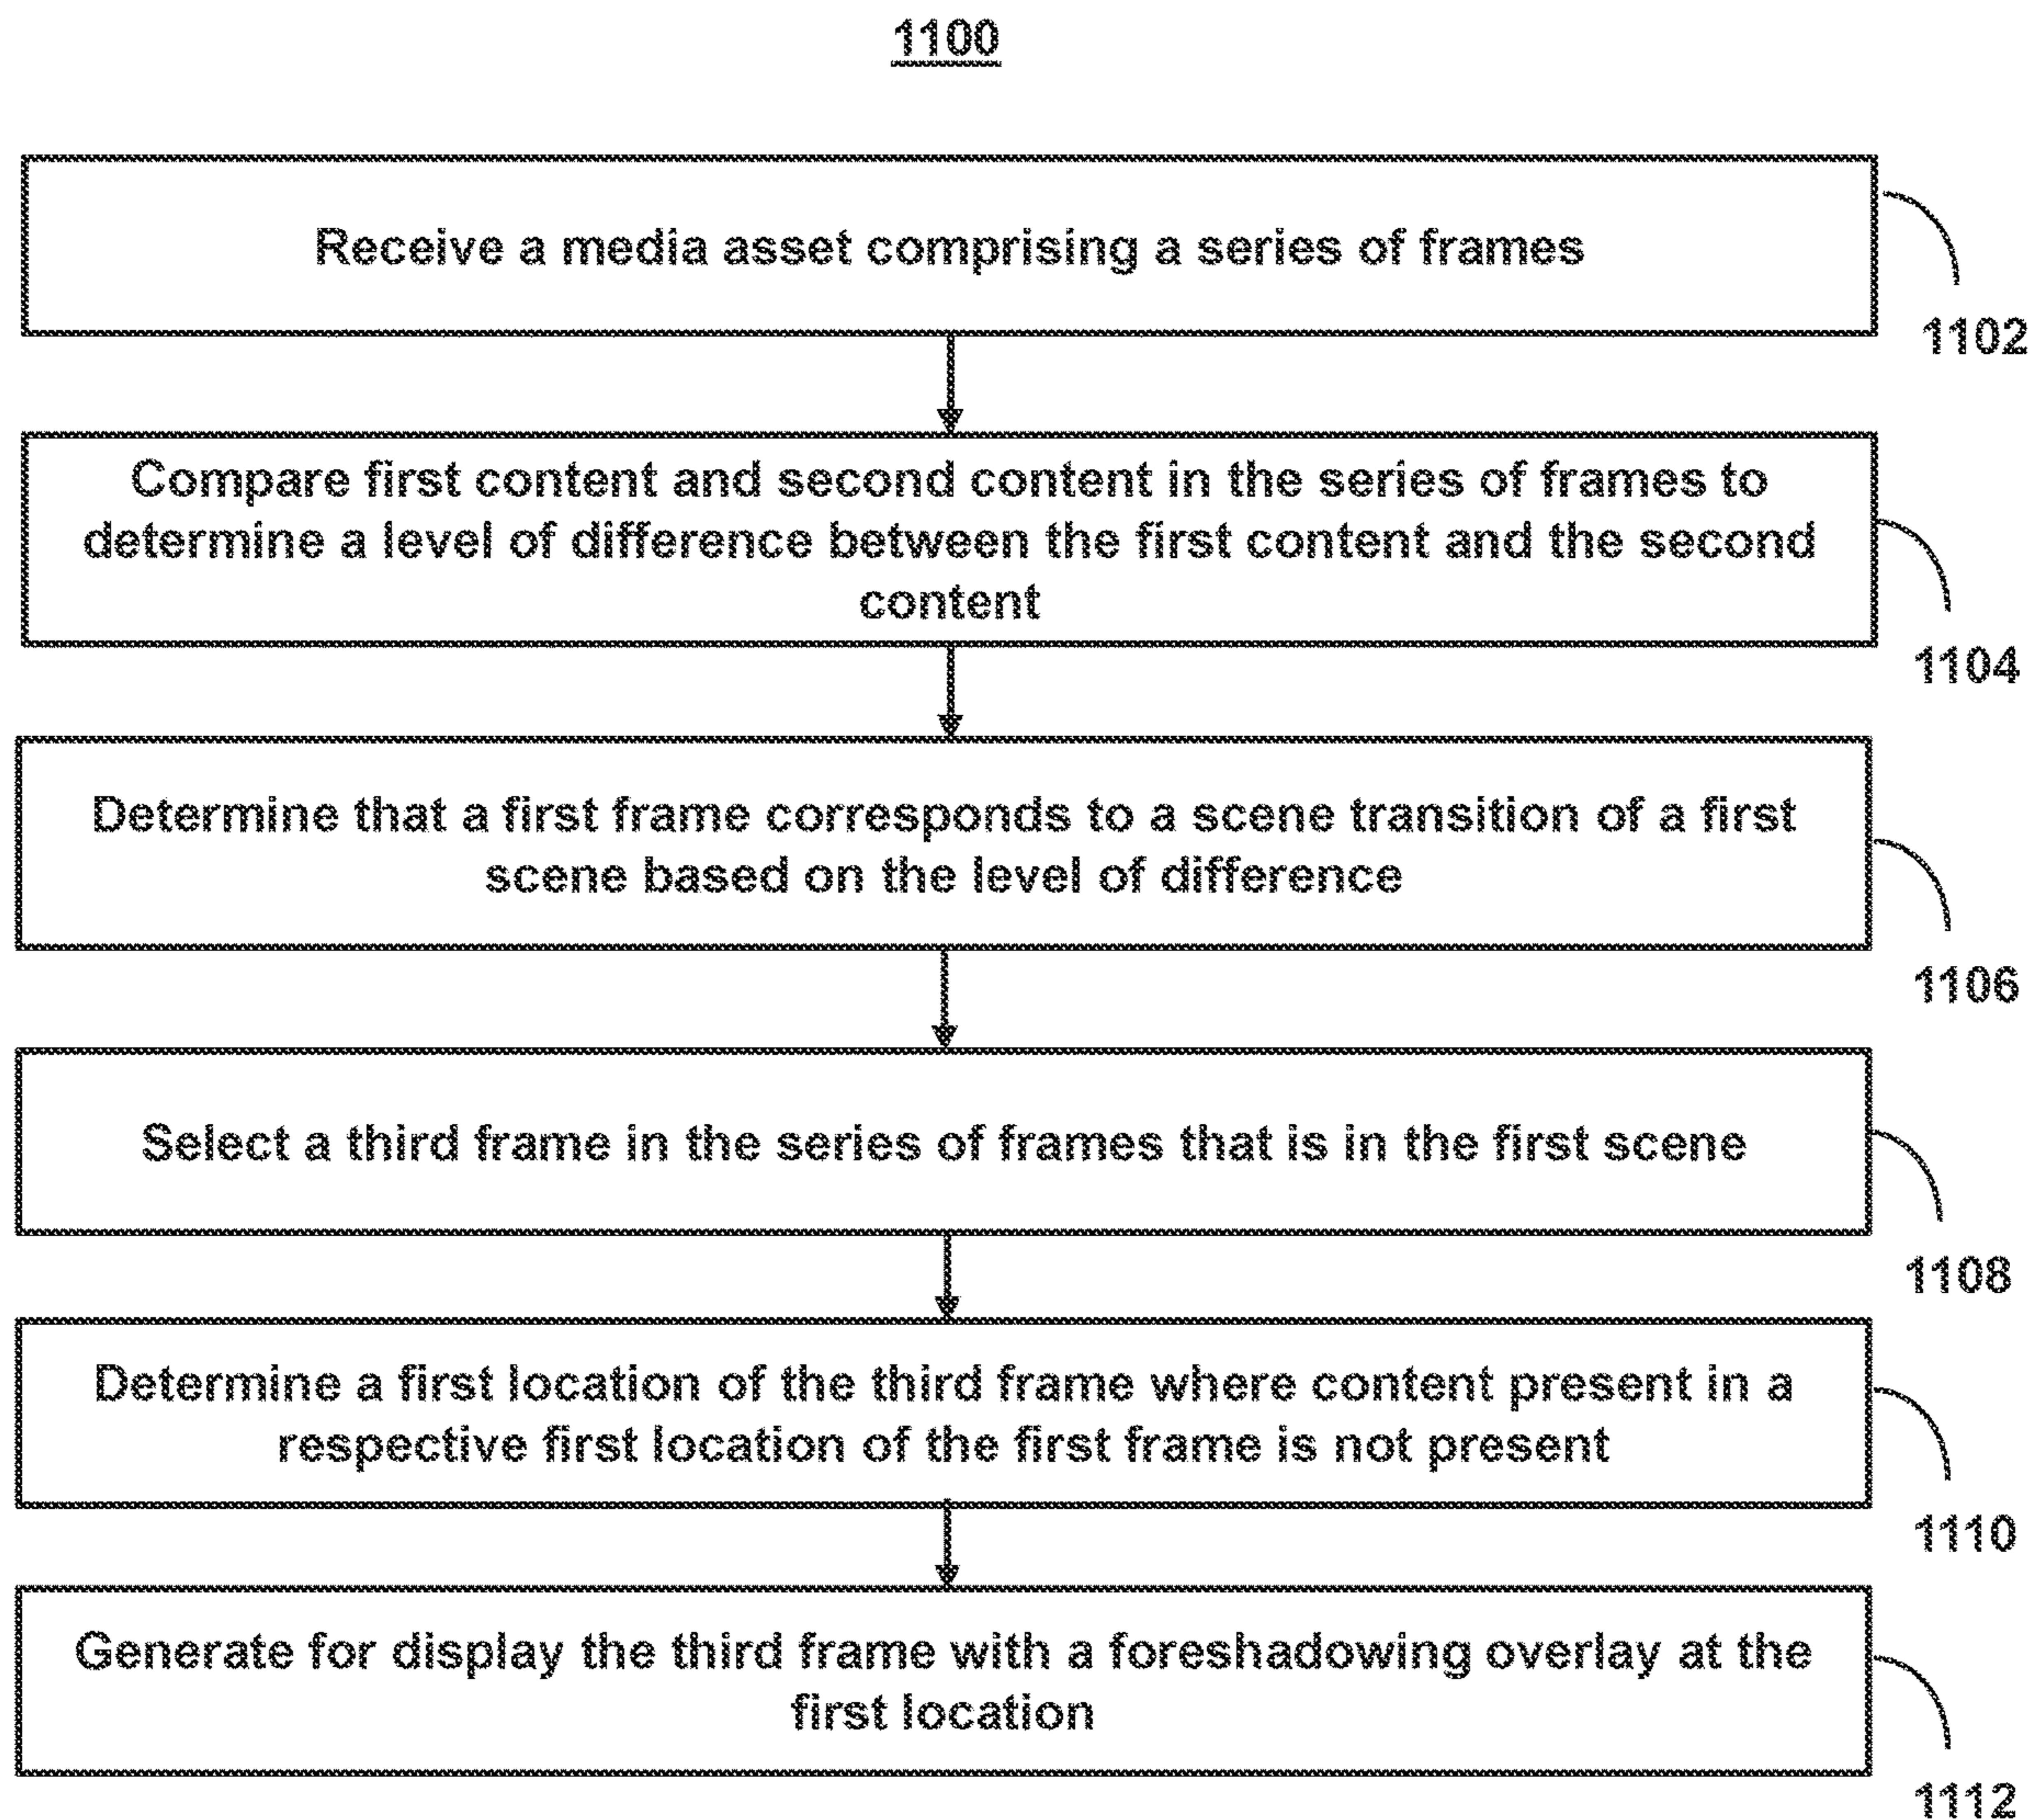 1100
Receive a media asset comprising a series of frames
1102
Compare first content and second content in the series of frames to
determine a level of difference between the first content and the second
content
1104
Determine that a first frame corresponds to a scene transition of a first
scene based on the level of difference
1106
Select a third frame in the series of frames that is in the first scene
1108
Determine a first location of the third frame where content present in a
respective first location of the first frame is not present
1110
Generate for display the third frame with a foreshadowing overlay at the
first location
1112